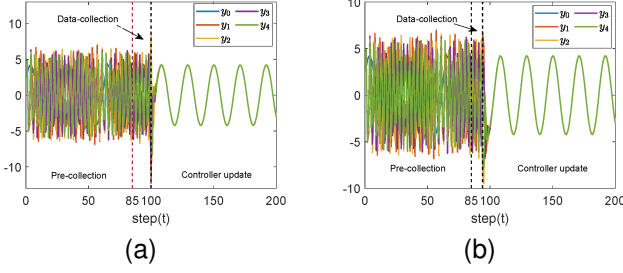 Data-collection
y0 y3
y1 y4
y2
10
5
0
-5
-10
Pre-collection
Controller update
0 50 85 100 150 200
step(t)
(a)
Data-collection
y0 y3
y1 y4
y2
10
5
0
-5
-10
Pre-collection
Controller update
0 50 85 100 150 200
step(t)
(b)